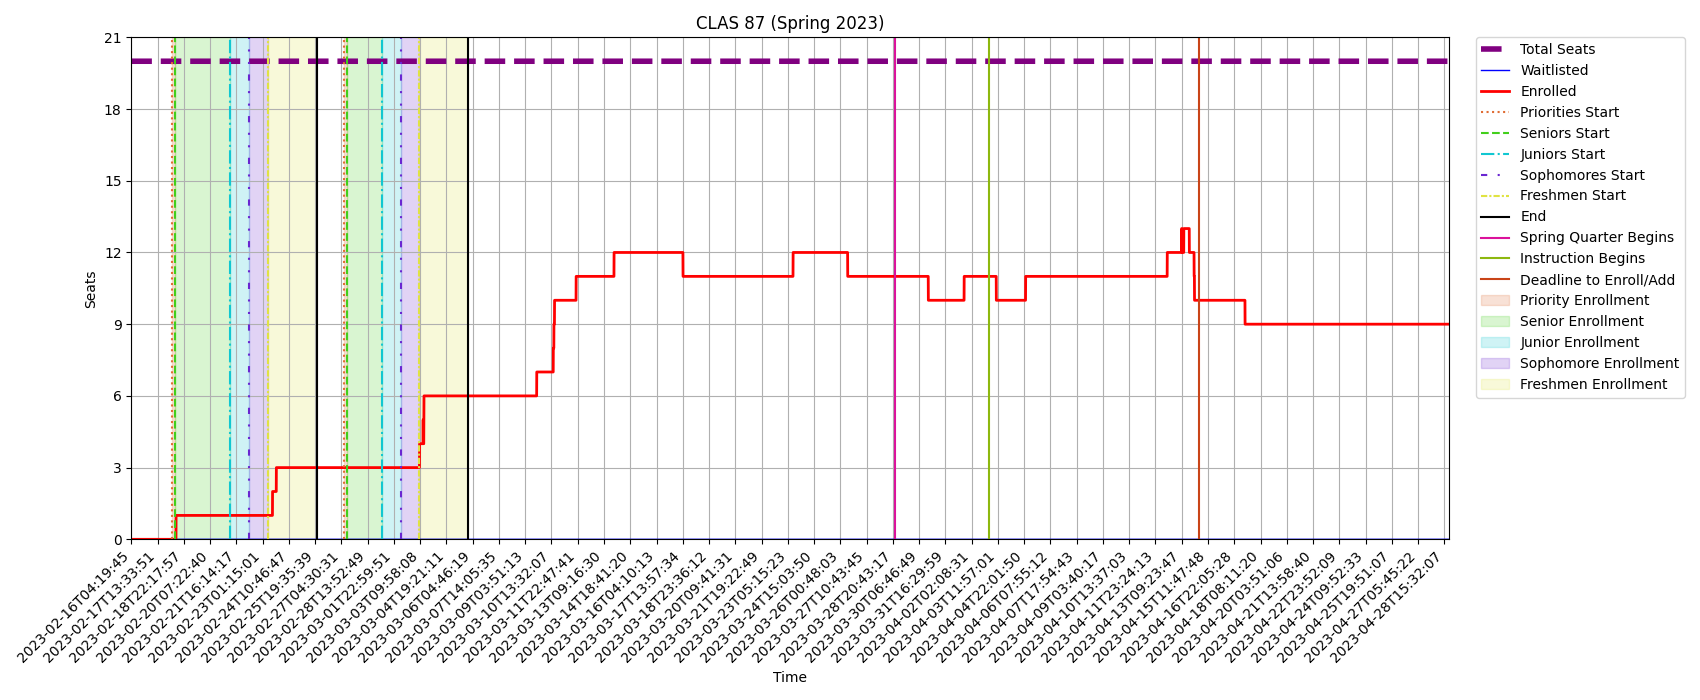 CLAS 87 (Spring 2023)
21
18
15
12
9
6
3
0
Seats
2023-02-16T04:19:45
2023-02-17T13:33:51
2023-02-18T22:17:57
2023-02-20T07:22:40
2023-02-21T16:14:17
2023-02-23T01:15:01
2023-02-24T10:46:47
2023-02-25T19:35:39
2023-02-27T04:30:31
2023-02-28T13:52:49
2023-03-01T22:59:51
2023-03-03T09:58:08
2023-03-04T19:21:11
2023-03-06T04:46:19
2023-03-07T14:05:35
2023-03-09T03:51:13
2023-03-10T13:32:07
2023-03-11T22:47:41
2023-03-13T09:16:30
2023-03-14T18:41:20
2023-03-16T04:10:13
2023-03-17T13:57:34
2023-03-18T23:36:12
2023-03-20T09:41:31
2023-03-21T19:22:49
2023-03-23T05:15:23
2023-03-24T15:03:50
2023-03-26T00:48:03
2023-03-27T10:43:45
2023-03-28T20:43:17
2023-03-30T06:46:49
2023-03-31T16:29:59
2023-04-02T02:08:31
2023-04-03T11:57:01
2023-04-04T22:01:50
2023-04-06T07:55:12
2023-04-07T17:54:43
2023-04-09T03:40:17
2023-04-10T13:37:03
2023-04-11T23:24:13
2023-04-13T09:23:47
2023-04-15T11:47:48
2023-04-16T22:05:28
2023-04-18T08:11:20
2023-04-20T03:51:06
2023-04-21T13:58:40
2023-04-22T23:52:09
2023-04-24T09:52:33
2023-04-25T19:51:07
2023-04-27T05:45:22
2023-04-28T15:32:07
Time
Total Seats
Waitlisted
Enrolled
Priorities Start
Seniors Start
Juniors Start
Sophomores Start
Freshmen Start
End
Spring Quarter Begins
Instruction Begins
Deadline to Enroll/Add
Priority Enrollment
Senior Enrollment
Junior Enrollment
Sophomore Enrollment
Freshmen Enrollment